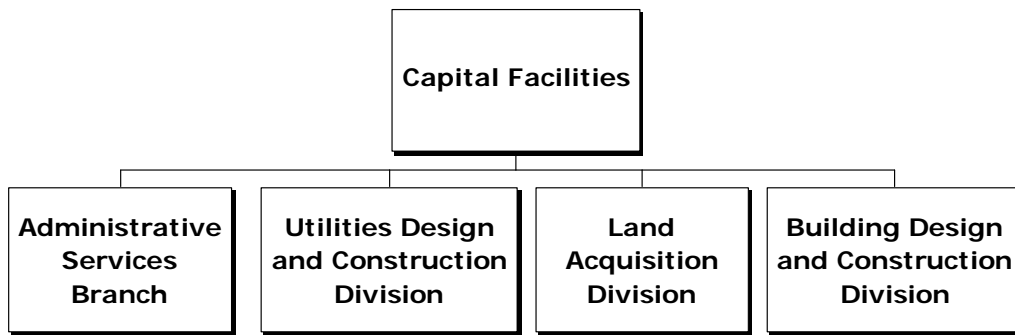 Capital Facilities
Administrative
Services
Branch
Utilities Design
and Construction
Division
Land
Acquisition
Division
Building Design
and Construction
Division